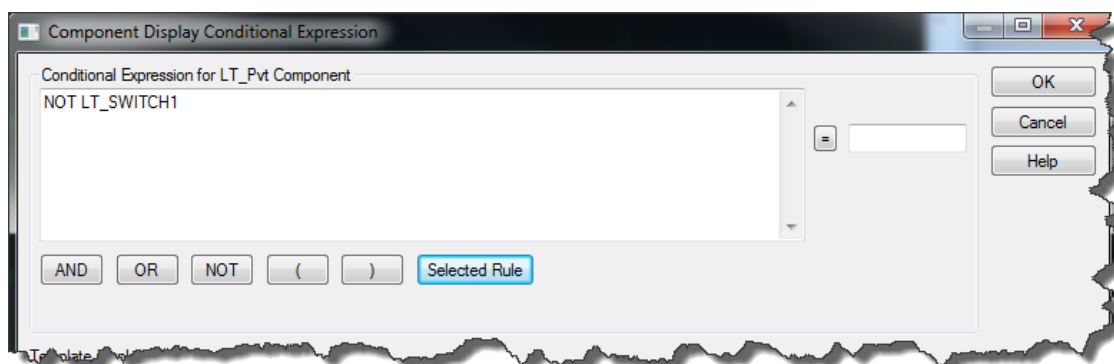 Component Display Conditional Expression
Conditional Expression for LT_Pvt Component
NOT LT_SWITCH1
=
OK
Cancel
Help
AND OR NOT ( ) Selected Rule